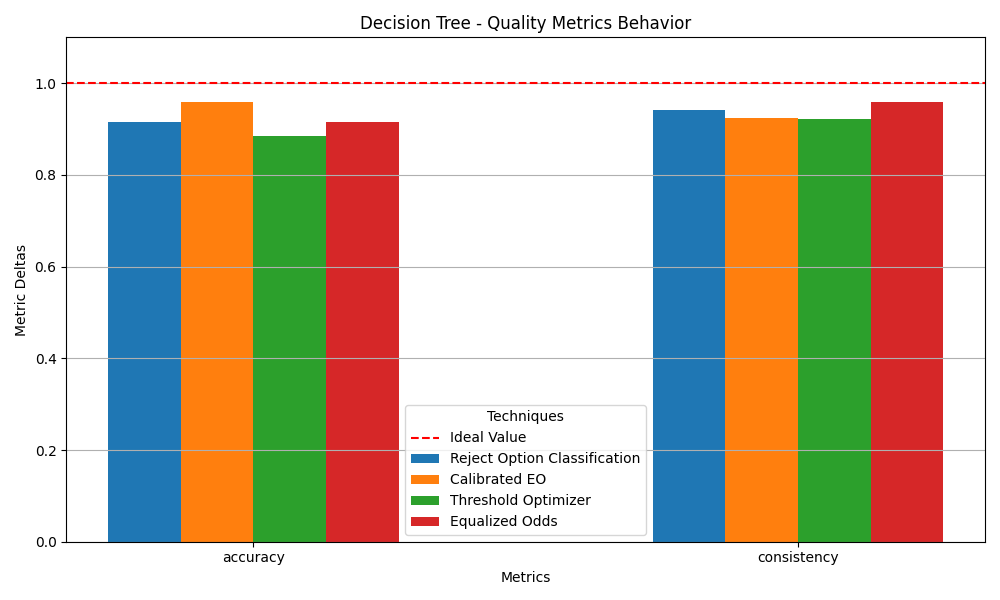 Decision Tree - Quality Metrics Behavior
Metric Deltas
1.0
0.8
0.6
0.4
0.2
0.0
Techniques
Ideal Value
Reject Option Classification
Calibrated EO
Threshold Optimizer
Equalized Odds
accuracy
consistency
Metrics